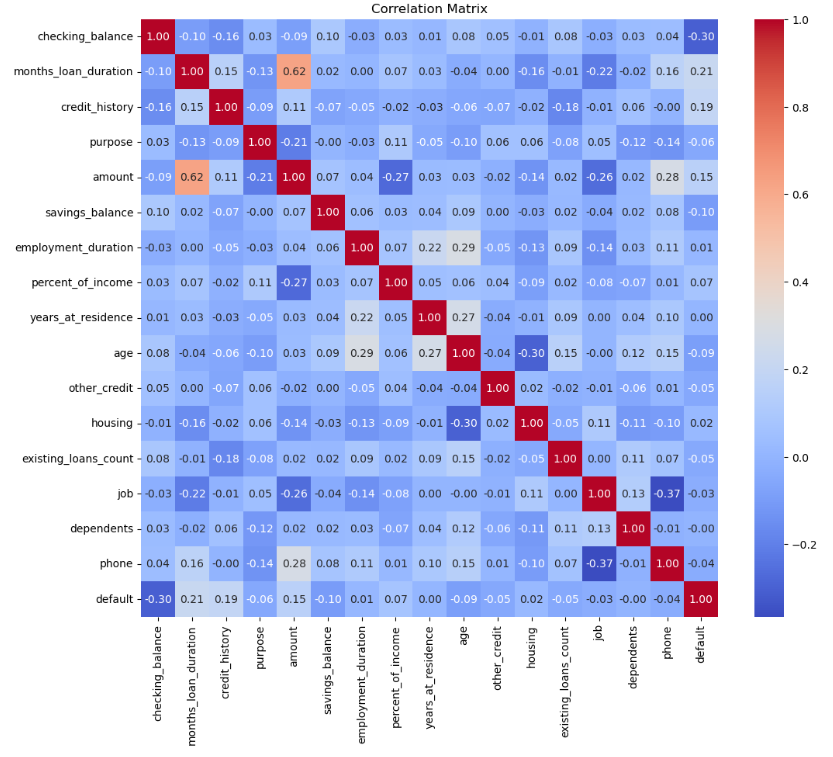 Correlation Matrix
checking_balance 1.00 -0.10 -0.16 0.03 -0.09 0.10 -0.03 0.03 0.01 0.08 0.05 -0.01 0.08 -0.03 0.03 0.04 -0.30
months_loan_duration -0.10 1.00 0.15 -0.13 0.62 0.02 0.00 0.07 0.03 -0.04 0.00 -0.16 -0.01 -0.22 -0.02 0.16 0.21
credit_history -0.16 0.15 1.00 -0.09 0.11 -0.07 -0.05 -0.02 -0.03 -0.06 -0.07 -0.02 -0.18 -0.01 0.06 -0.00 0.19
purpose 0.03 -0.13 -0.09 1.00 -0.21 -0.00 -0.03 0.11 -0.05 -0.10 0.06 0.06 -0.08 0.05 -0.12 -0.14 -0.06
amount -0.09 0.62 0.11 -0.21 1.00 0.07 0.04 -0.27 0.03 0.03 -0.02 -0.14 0.02 -0.26 0.02 0.28 0.15
savings_balance 0.10 0.02 -0.07 -0.00 0.07 1.00 0.06 0.03 0.04 0.09 0.00 -0.03 0.02 -0.04 0.02 0.08 -0.10
employment_duration -0.03 0.00 -0.05 -0.03 0.04 0.06 1.00 0.07 0.22 0.29 -0.05 -0.13 0.09 -0.14 0.03 0.11 0.01
percent_of_income 0.03 0.07 -0.02 0.11 -0.27 0.03 0.07 1.00 0.05 0.06 0.04 -0.09 0.02 -0.08 -0.07 0.01 0.07
years_at_residence 0.01 0.03 -0.03 -0.05 0.03 0.04 0.22 0.05 1.00 0.27 -0.04 -0.01 0.09 0.00 0.04 0.10 0.00
age 0.08 -0.04 -0.06 -0.10 0.03 0.09 0.29 0.06 0.27 1.00 -0.04 -0.30 0.15 -0.00 0.12 0.15 -0.09
other_credit 0.05 0.00 -0.07 0.06 -0.02 0.00 -0.05 0.04 -0.04 -0.04 1.00 0.02 -0.02 -0.01 -0.06 0.01 -0.05
housing -0.01 -0.16 -0.02 0.06 -0.14 -0.03 -0.13 -0.09 -0.01 -0.30 0.02 1.00 -0.05 0.11 -0.11 -0.10 0.02
existing_loans_count 0.08 -0.01 -0.18 -0.08 0.02 0.02 0.09 0.02 0.09 0.15 -0.02 -0.05 1.00 0.00 0.11 0.07 -0.05
job -0.03 -0.22 -0.01 0.05 -0.26 -0.04 -0.14 -0.08 0.00 -0.00 -0.01 0.11 0.00 1.00 0.13 -0.37 -0.03
dependents 0.03 -0.02 0.06 -0.12 0.02 0.02 0.03 -0.07 0.04 0.12 -0.06 -0.11 0.11 0.13 1.00 -0.01 -0.00
phone 0.04 0.16 -0.00 -0.14 0.28 0.08 0.11 0.01 0.10 0.15 0.01 -0.10 0.07 -0.37 -0.01 1.00 -0.04
default -0.30 0.21 0.19 -0.06 0.15 -0.10 0.01 0.07 0.00 -0.09 -0.05 0.02 -0.05 -0.03 -0.00 -0.04 1.00
checking_balance
months_loan_duration
credit_history
purpose
amount
savings_balance
employment_duration
percent_of_income
years_at_residence
age
other_credit
housing
existing_loans_count
job
dependents
phone
default
1.0
0.8
0.6
0.4
0.2
0.0
−0.2